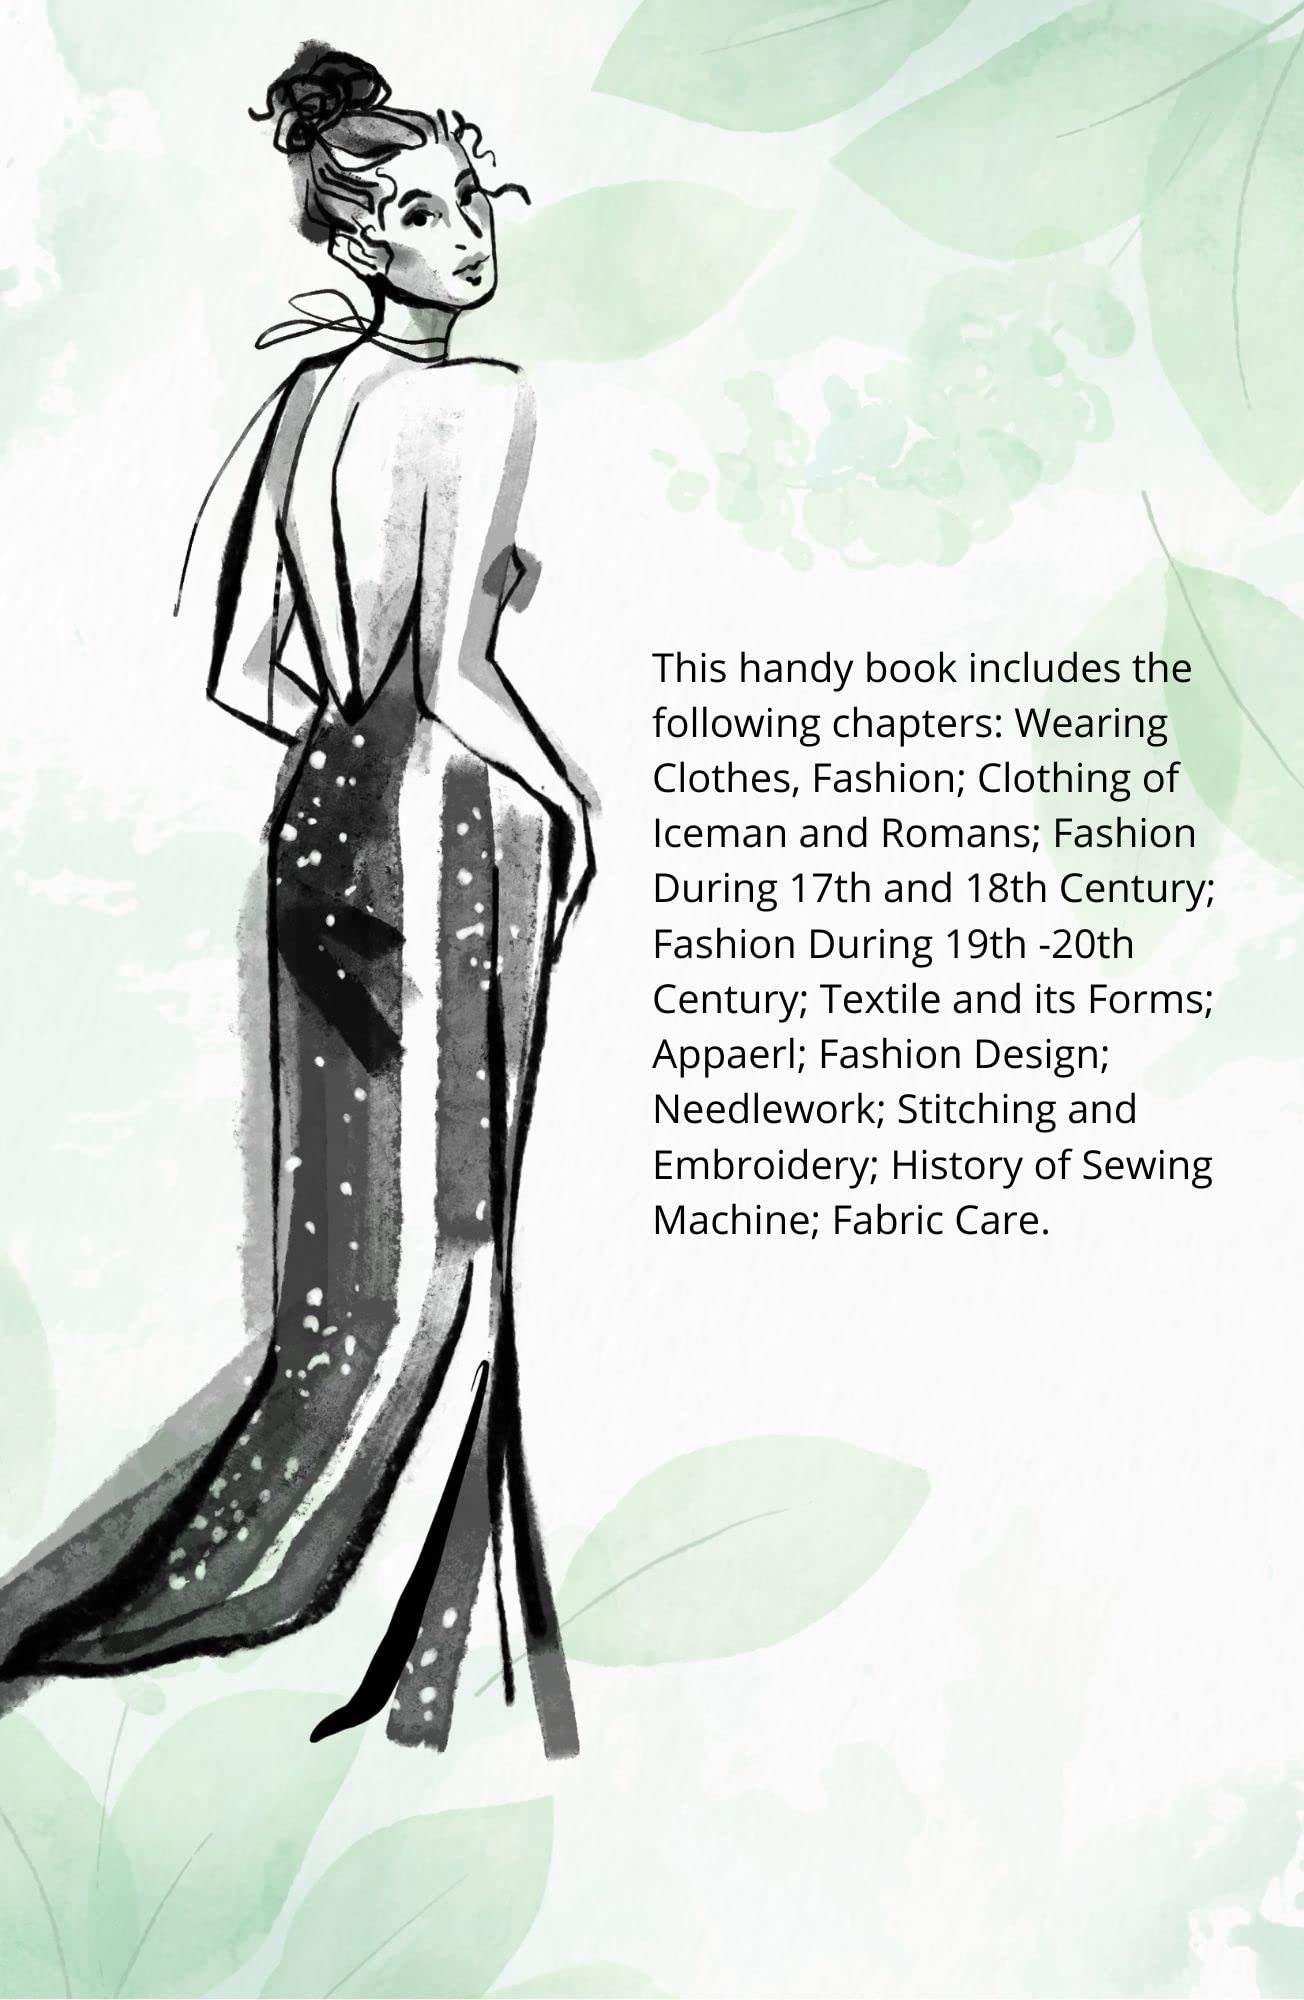 This handy book includes the
following chapters: Wearing
Clothes, Fashion; Clothing of
Iceman and Romans; Fashion
During 17th and 18th Century;
Fashion During 19th -20th
Century; Textile and its Forms;
Appaerl; Fashion Design;
Needlework; Stitching and
Embroidery; History of Sewing
Machine; Fabric Care.